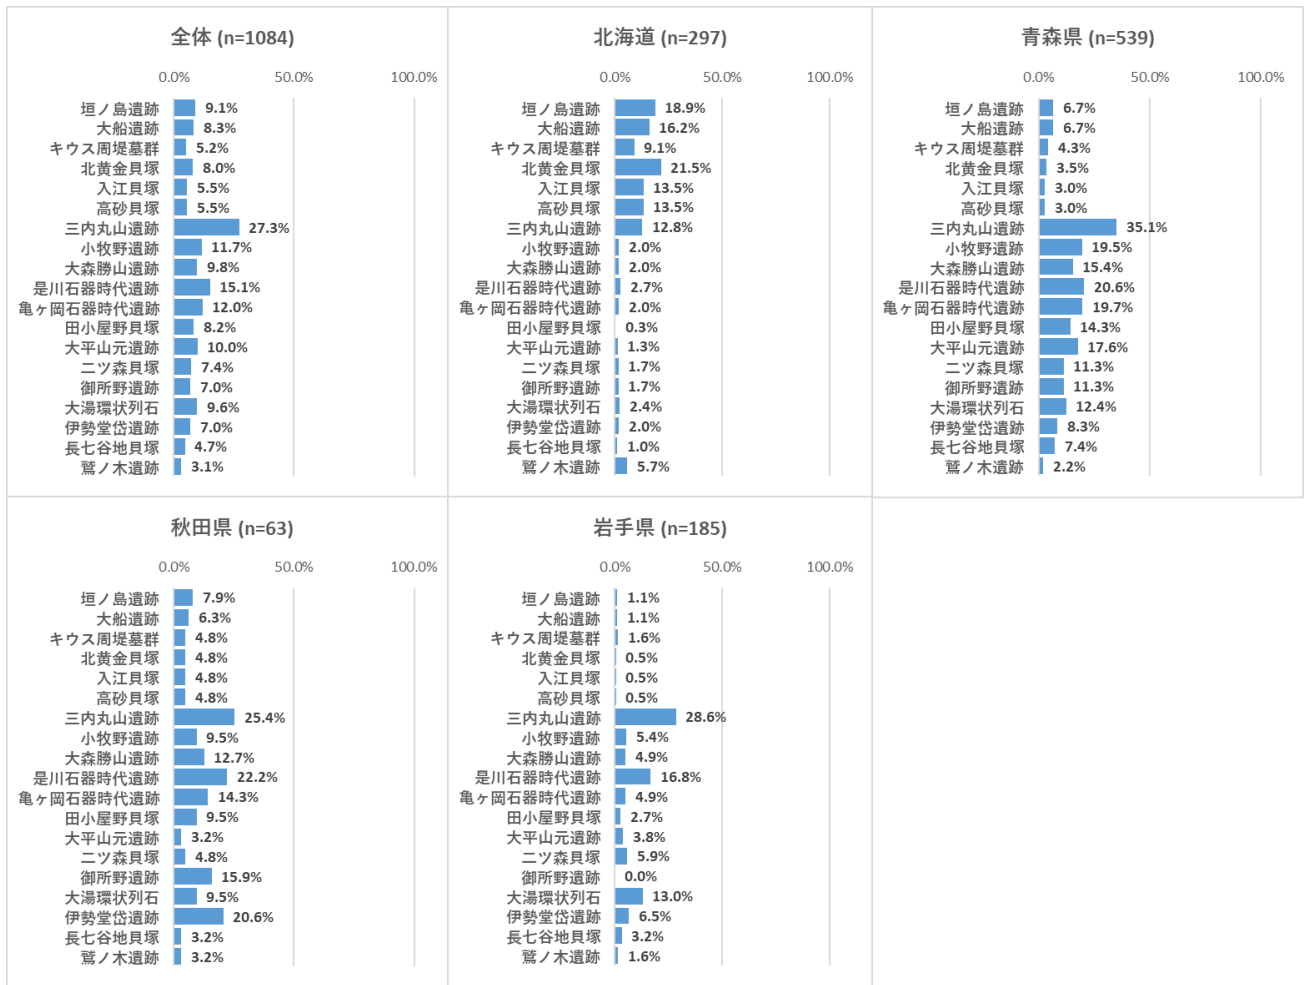 全体 (n=1084)
0.0% 50.0% 100.0%
垣ノ島遺跡 9.1%
大船遺跡 8.3%
キウス周堤墓群 5.2%
北黄金貝塚 8.0%
入江貝塚 5.5%
高砂貝塚 5.5%
三内丸山遺跡 27.3%
小牧野遺跡 11.7%
大森勝山遺跡 9.8%
是川石器時代遺跡 15.1%
亀ヶ岡石器時代遺跡 12.0%
田小屋野貝塚 8.2%
大平山元遺跡 10.0%
二ツ森貝塚 7.4%
御所野遺跡 7.0%
大湯環状列石 9.6%
伊勢堂岱遺跡 7.0%
長七谷地貝塚 4.7%
鷲ノ木遺跡 3.1%
北海道 (n=297)
0.0% 50.0% 100.0%
垣ノ島遺跡 18.9%
大船遺跡 16.2%
キウス周堤墓群 9.1%
北黄金貝塚 21.5%
入江貝塚 13.5%
高砂貝塚 13.5%
三内丸山遺跡 12.8%
小牧野遺跡 2.0%
大森勝山遺跡 2.0%
是川石器時代遺跡 2.7%
亀ヶ岡石器時代遺跡 2.0%
田小屋野貝塚 0.3%
大平山元遺跡 1.3%
二ツ森貝塚 1.7%
御所野遺跡 1.7%
大湯環状列石 2.4%
伊勢堂岱遺跡 2.0%
長七谷地貝塚 1.0%
鷲ノ木遺跡 5.7%
青森県 (n=539)
0.0% 50.0% 100.0%
垣ノ島遺跡 6.7%
大船遺跡 6.7%
キウス周堤墓群 4.3%
北黄金貝塚 3.5%
入江貝塚 3.0%
高砂貝塚 3.0%
三内丸山遺跡 35.1%
小牧野遺跡 19.5%
大森勝山遺跡 15.4%
是川石器時代遺跡 20.6%
亀ヶ岡石器時代遺跡 19.7%
田小屋野貝塚 14.3%
大平山元遺跡 17.6%
二ツ森貝塚 11.3%
御所野遺跡 11.3%
大湯環状列石 12.4%
伊勢堂岱遺跡 8.3%
長七谷地貝塚 7.4%
鷲ノ木遺跡 2.2%
秋田県 (n=63)
0.0% 50.0% 100.0%
垣ノ島遺跡 7.9%
大船遺跡 6.3%
キウス周堤墓群 4.8%
北黄金貝塚 4.8%
入江貝塚 4.8%
高砂貝塚 4.8%
三内丸山遺跡 25.4%
小牧野遺跡 9.5%
大森勝山遺跡 12.7%
是川石器時代遺跡 22.2%
亀ヶ岡石器時代遺跡 14.3%
田小屋野貝塚 9.5%
大平山元遺跡 3.2%
二ツ森貝塚 4.8%
御所野遺跡 15.9%
大湯環状列石 9.5%
伊勢堂岱遺跡 20.6%
長七谷地貝塚 3.2%
鷲ノ木遺跡 3.2%
岩手県 (n=185)
0.0% 50.0% 100.0%
垣ノ島遺跡 1.1%
大船遺跡 1.1%
キウス周堤墓群 1.6%
北黄金貝塚 0.5%
入江貝塚 0.5%
高砂貝塚 0.5%
三内丸山遺跡 28.6%
小牧野遺跡 5.4%
大森勝山遺跡 4.9%
是川石器時代遺跡 16.8%
亀ヶ岡石器時代遺跡 4.9%
田小屋野貝塚 2.7%
大平山元遺跡 3.8%
二ツ森貝塚 5.9%
御所野遺跡 0.0%
大湯環状列石 13.0%
伊勢堂岱遺跡 6.5%
長七谷地貝塚 3.2%
鷲ノ木遺跡 1.6%